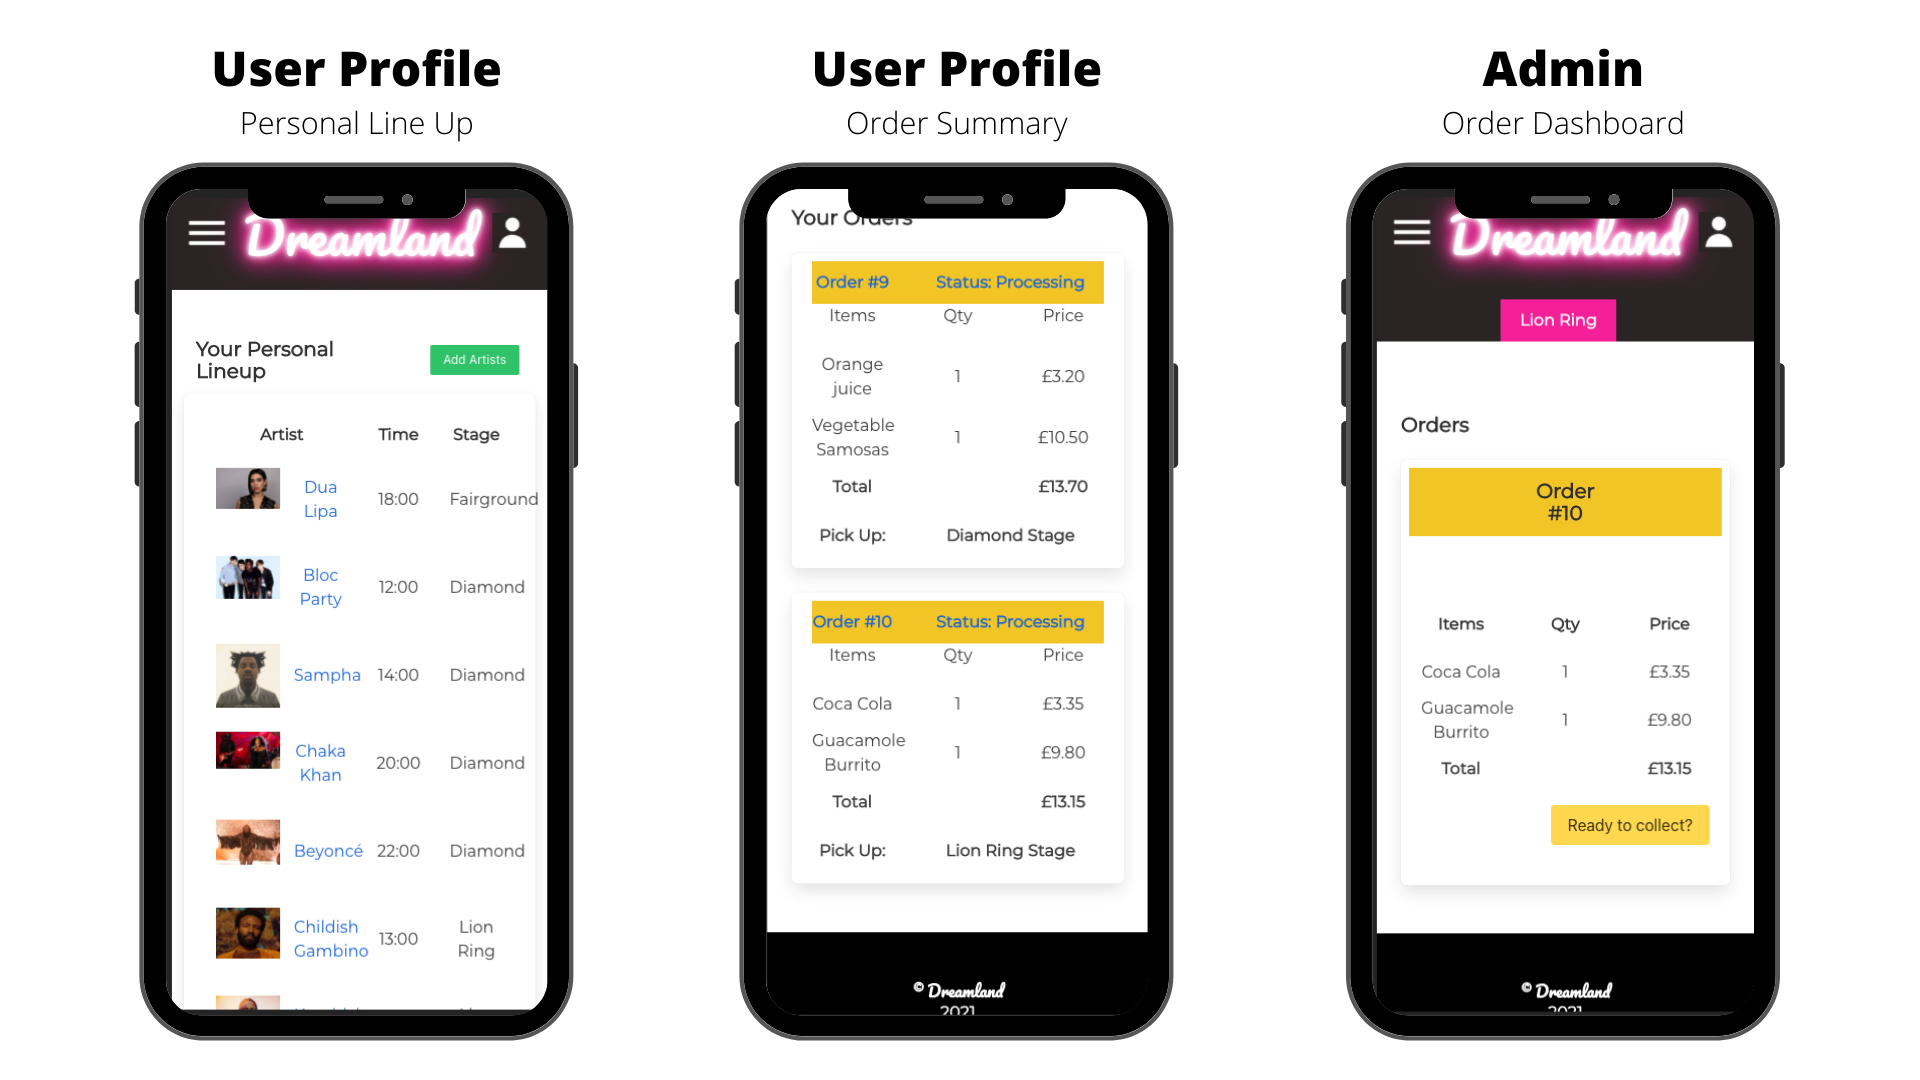 User Profile
Personal Line Up
Dreamland
Your Personal
Lineup
Add Artists
Artist Time Stage
Dua
Lipa
18:00 Fairground
Bloc
Party
12:00 Diamond
Sampha 14:00 Diamond
Chaka
Khan
20:00 Diamond
Beyoncé 22:00 Diamond
Childish
Gambino
13:00
Lion
Ring
User Profile
Order Summary
Your Orders
Order #9 Status: Processing
Items Qty Price
Orange
juice
1 £3.20
Vegetable
Samosas
1 £10.50
Total £13.70
Pick Up: Diamond Stage
Order #10 Status: Processing
Items Qty Price
Coca Cola 1 £3.35
Guacamole
Burrito
1 £9.80
Total £13.15
Pick Up: Lion Ring Stage
© Dreamland
2021
Admin
Order Dashboard
Dreamland
Lion Ring
Orders
Order
#10
Items Qty Price
Coca Cola 1 £3.35
Guacamole
Burrito
1 £9.80
Total £13.15
Ready to collect?
© Dreamland
2021